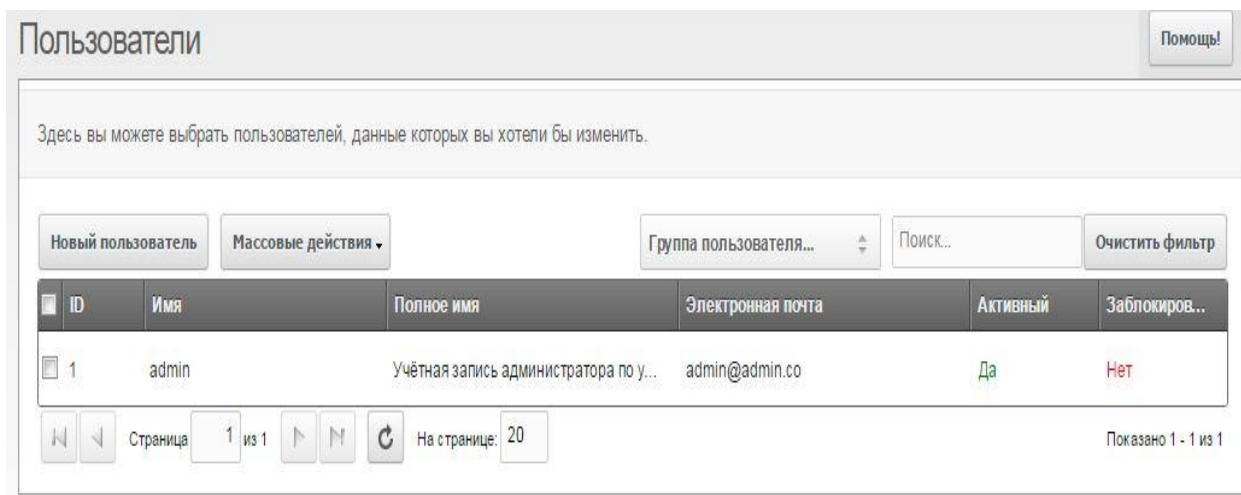 Пользователи
Помощь!
Здесь вы можете выбрать пользователей, данные которых вы хотели бы изменить.
Новый пользователь Массовые действия Группа пользователя... Поиск... Очистить фильтр
ID Имя Полное имя Электронная почта Активный Заблокиров...
1 admin Учётная запись администратора по у... admin@admin.co Да Нет
Страница 1 из 1 На странице: 20 Показано 1 - 1 из 1